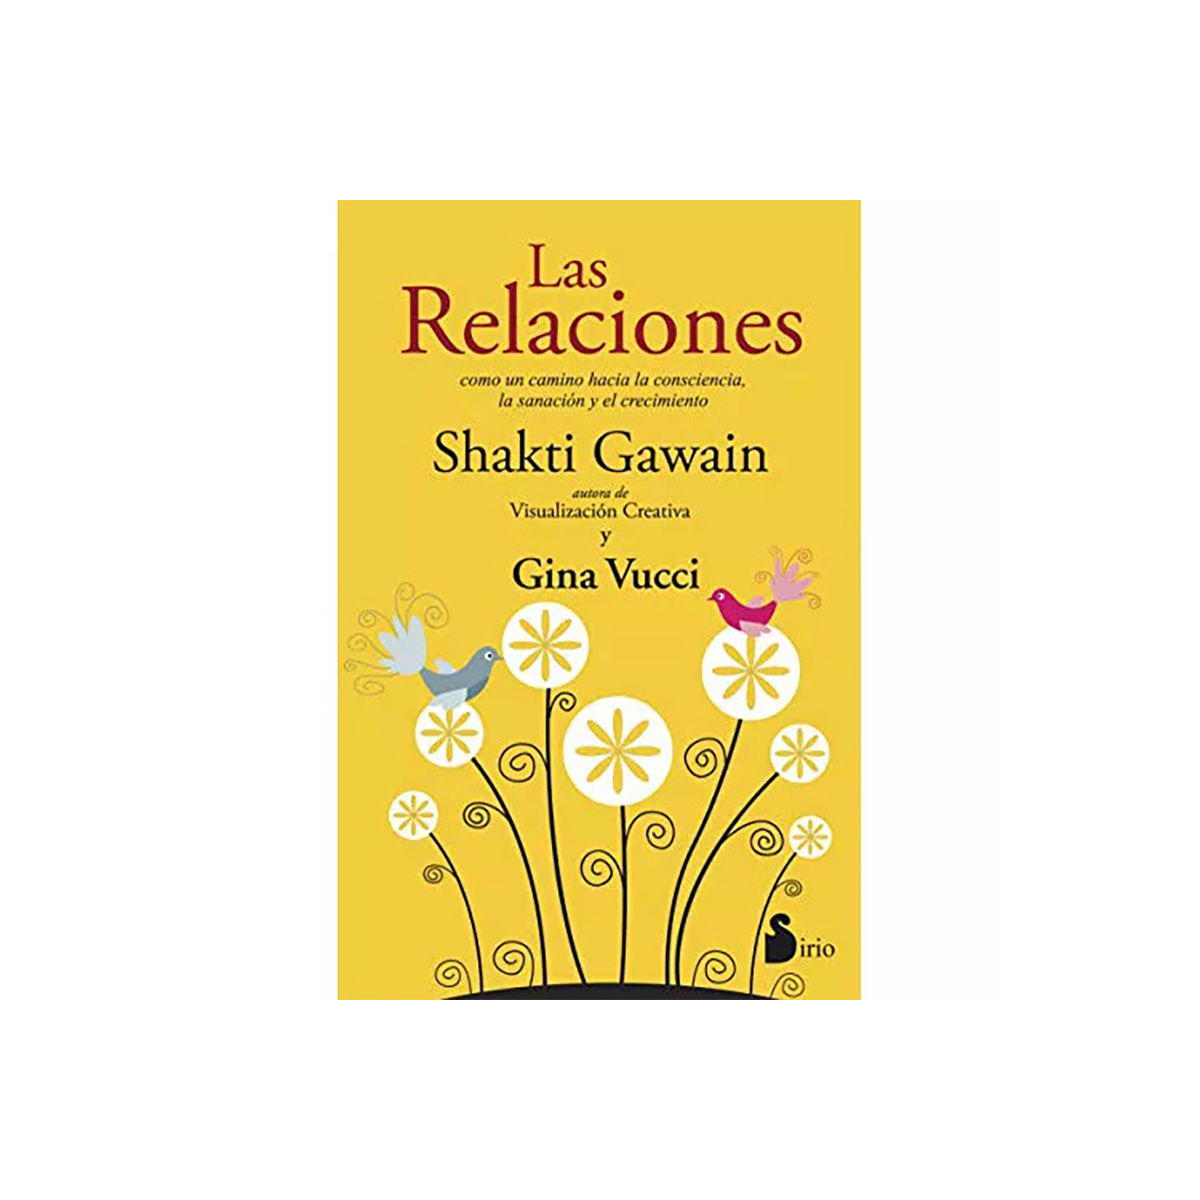 Las
Relaciones
como un camino hacia la consciencia,
la sanación y el crecimiento
Shakti Gawain
autora de
Visualización Creativa
y
Gina Vucci
Sirio